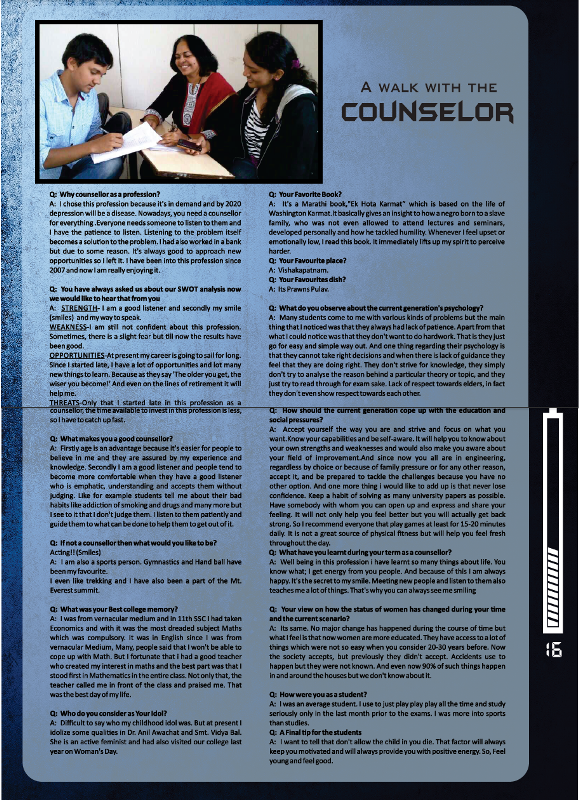 A WALK WITH THE
COUNSELOR
Q: Why counsellor as a profession?
A: I chose this profession because it's in demand and by 2020
depression will be a disease. Nowadays, you need a counsellor
for everything .Everyone needs someone to listen to them and
I have the patience to listen. Listening to the problem itself
becomes a solution to the problem. I had also worked in a bank
but due to some reason. It's always good to approach new
opportunities so I left it. I have been into this profession since
2007 and now I am really enjoying it.
Q: You have always asked us about our SWOT analysis now
we would like to hear that from you
A: STRENGTH- I am a good listener and secondly my smile
(smiles) and my way to speak.
WEAKNESS-I am still not confident about this profession.
Sometimes, there is a slight fear but till now the results have
been good.
OPPORTUNITIES-At present my career is going to sail for long.
Since I started late, I have a lot of opportunities and lot many
new things to learn. Because as they say 'The older you get, the
wiser you become!' And even on the lines of retirement it will
help me.
THREATS-Only that I started late in this profession as a
counselor, the time available to invest in this profession is less,
so I have to catch up fast.
Q: What makes you a good counsellor?
A: Firstly age is an advantage because it's easier for people to
believe in me and they are assured by my experience and
knowledge. Secondly I am a good listener and people tend to
become more comfortable when they have a good listener
who is emphatic, understanding and accepts them without
judging. Like for example students tell me about their bad
habits like addiction of smoking and drugs and many more but
I see to it that I don't judge them. I listen to them patiently and
guide them to what can be done to help them to get out of it.
Q: If not a counsellor then what would you like to be?
Acting!! (Smiles)
A: I am also a sports person. Gymnastics and Hand ball have
been my favourite.
I even like trekking and I have also been a part of the Mt.
Everest summit.
Q: What was your Best college memory?
A: I was from vernacular medium and in 11th SSC I had taken
Economics and with it was the most dreaded subject Maths
which was compulsory. It was in English since I was from
Vernacular Medium, Many, people said that I won't be able to
cope up with Math. But I fortunate that I had a good teacher
who created my interest in maths and the best part was that I
stood first in Mathematics in the entire class. Not only that, the
teacher called me in front of the class and praised me. That
was the best day of my life.
Q: Who do you consider as Your Idol?
A: Difficult to say who my childhood idol was. But at present I
idolize some qualities in Dr. Anil Awachat and Smt. Vidya Bal.
She is an active feminist and had also visited our college last
year on Woman's Day.
Q: Your Favorite Book?
A: It's a Marathi book,"Ek Hota Karmat" which is based on the life of
Washington Karmat.It basically gives an insight to how a negro born to a slave
family, who was not even allowed to attend lectures and seminars,
developed personally and how he tackled humility. Whenever I feel upset or
emotionally low, I read this book. It immediately lifts up my spirit to perceive
harder.
Q: Your Favourite place?
A: Vishakapatnam.
Q: Your Favourites dish?
A: Its Prawns Pulav.
Q: What do you observe about the current generation's psychology?
A: Many students come to me with various kinds of problems but the main
thing that I noticed was that they always had lack of patience. Apart from that
what I could notice was that they don't want to do hardwork. That is they just
go for easy and simple way out. And one thing regarding their psychology is
that they cannot take right decisions and when there is lack of guidance they
feel that they are doing right. They don't strive for knowledge, they simply
don't try to analyse the reason behind a particular theory or topic, and they
just try to read through for exam sake. Lack of respect towards elders, in fact
they don't even show respect towards each other.
Q: How should the current generation cope up with the education and
social pressures?
A: Accept yourself the way you are and strive and focus on what you
want.Know your capabilities and be self-aware. It will help you to know about
your own strengths and weaknesses and would also make you aware about
your field of improvement.And since now you all are in engineering,
regardless by choice or because of family pressure or for any other reason,
accept it, and be prepared to tackle the challenges because you have no
other option. And one more thing i would like to add up is that never lose
confidence. Keep a habit of solving as many university papers as possible.
Have somebody with whom you can open up and express and share your
feeling. It will not only help you feel better but you will actually get back
strong. So I recommend everyone that play games at least for 15-20 minutes
daily. It is not a great source of physical fitness but will help you feel fresh
throughout the day.
Q: What have you learnt during your term as a counsellor?
A: Well being in this profession i have learnt so many things about life. You
know what; I get energy from you people. And because of this I am always
happy. It's the secret to my smile. Meeting new people and listen to them also
teaches me a lot of things. That's why you can always see me smiling
Q: Your view on how the status of women has changed during your time
and the current scenario?
A: Its same. No major change has happened during the course of time but
what I feel is that now women are more educated. They have access to a lot of
things which were not so easy when you consider 20-30 years before. Now
the society accepts, but previously they didn't accept. Accidents use to
happen but they were not known. And even now 90% of such things happen
in and around the houses but we don't know about it.
Q: How were you as a student?
A: I was an average student. I use to just play play play all the time and study
seriously only in the last month prior to the exams. I was more into sports
than studies.
Q: A Final tip for the students
A: I want to tell that don't allow the child in you die. That factor will always
keep you motivated and will always provide you with positive energy. So, Feel
young and feel good.
16